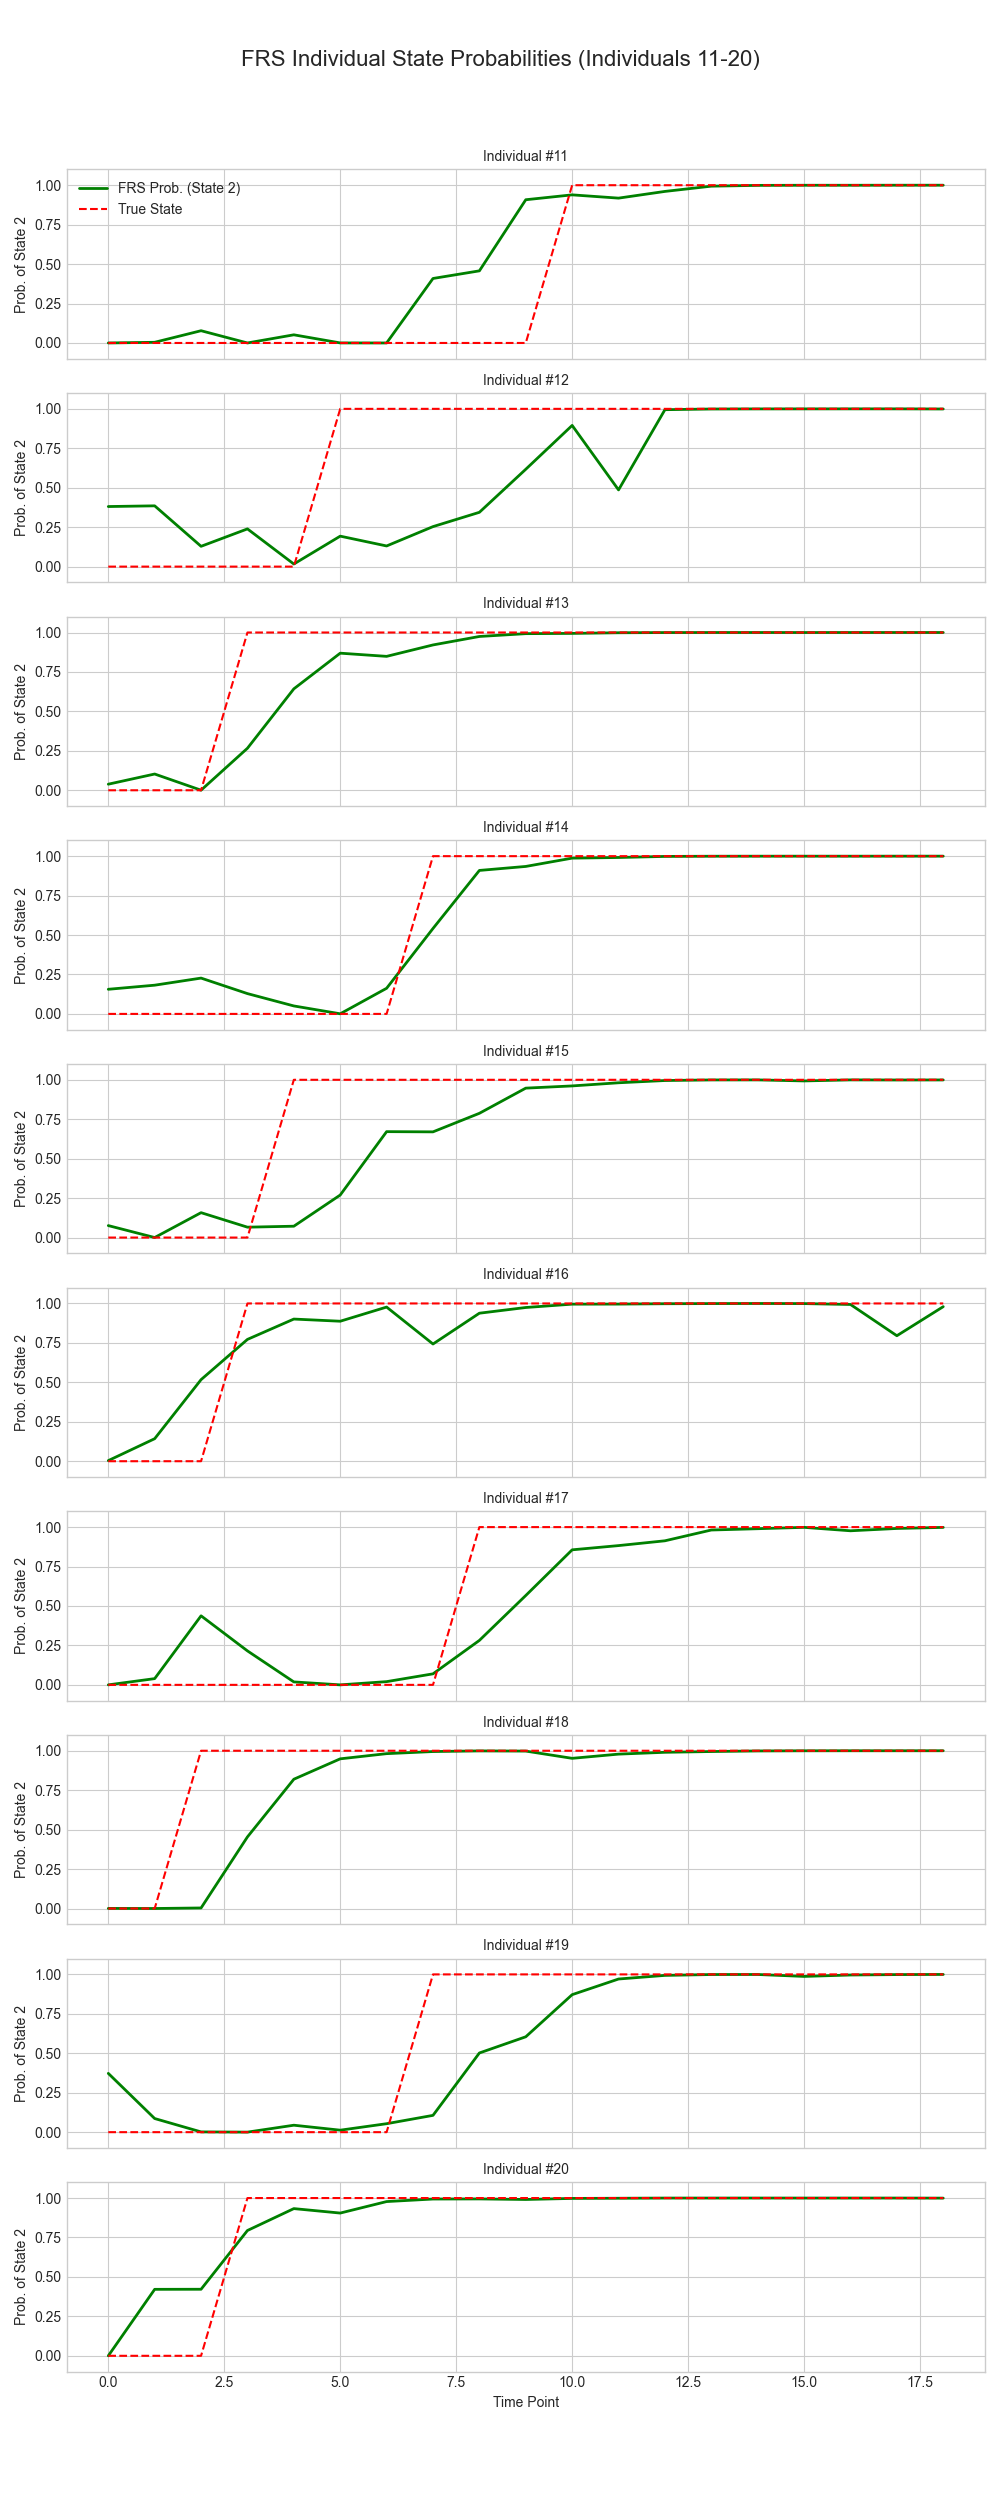 FRS Individual State Probabilities (Individuals 11-20)
Individual #11
FRS Prob. (State 2)
True State
Prob. of State 2
1.00
0.75
0.50
0.25
0.00
Individual #12
Prob. of State 2
1.00
0.75
0.50
0.25
0.00
Individual #13
Prob. of State 2
1.00
0.75
0.50
0.25
0.00
Individual #14
Prob. of State 2
1.00
0.75
0.50
0.25
0.00
Individual #15
Prob. of State 2
1.00
0.75
0.50
0.25
0.00
Individual #16
Prob. of State 2
1.00
0.75
0.50
0.25
0.00
Individual #17
Prob. of State 2
1.00
0.75
0.50
0.25
0.00
Individual #18
Prob. of State 2
1.00
0.75
0.50
0.25
0.00
Individual #19
Prob. of State 2
1.00
0.75
0.50
0.25
0.00
Individual #20
Prob. of State 2
1.00
0.75
0.50
0.25
0.00
0.0 2.5 5.0 7.5 10.0 12.5 15.0 17.5
Time Point